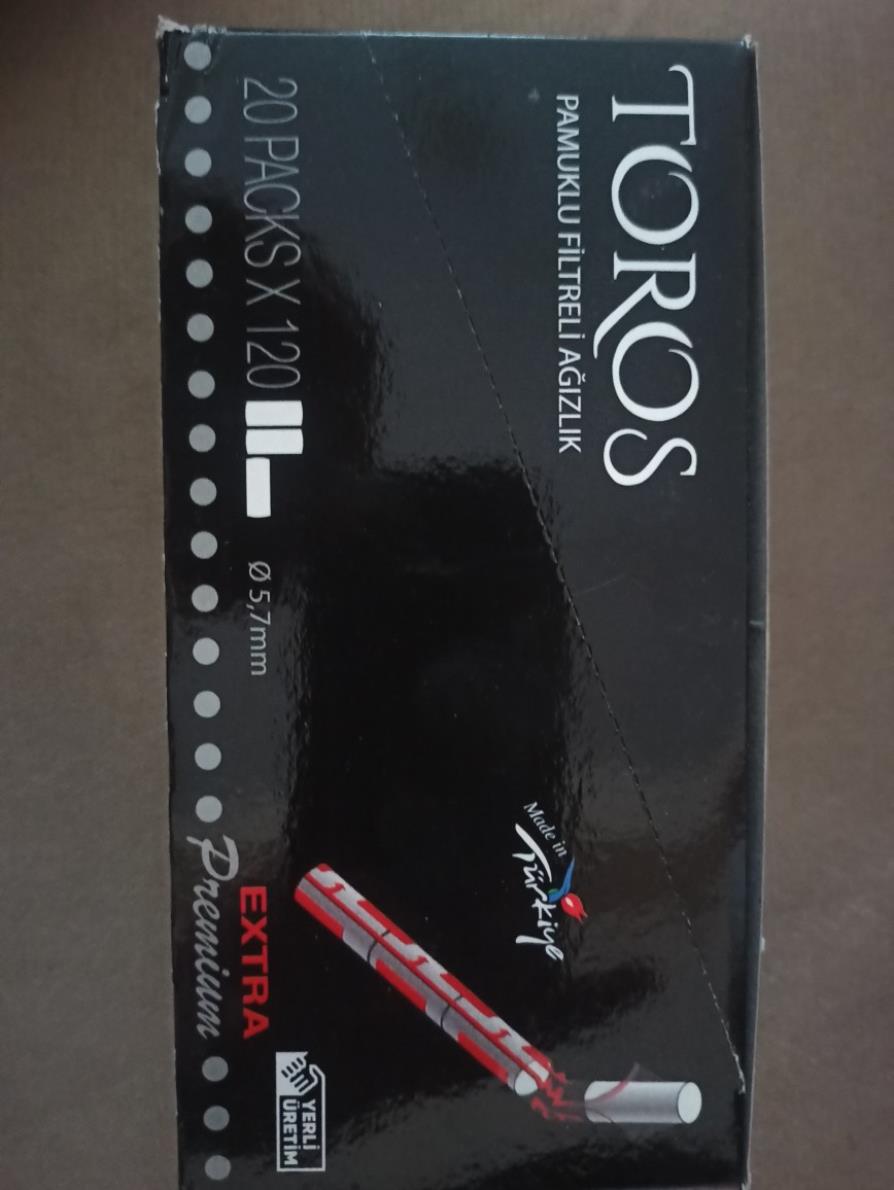 TOROS
PAMUKLU FİLTRELİ AĞIZLIK
Made in
Türkiye
20 PACKS X 120
Ø 5,7mm
EXTRA
Premium
YERLİ
ÜRETİM